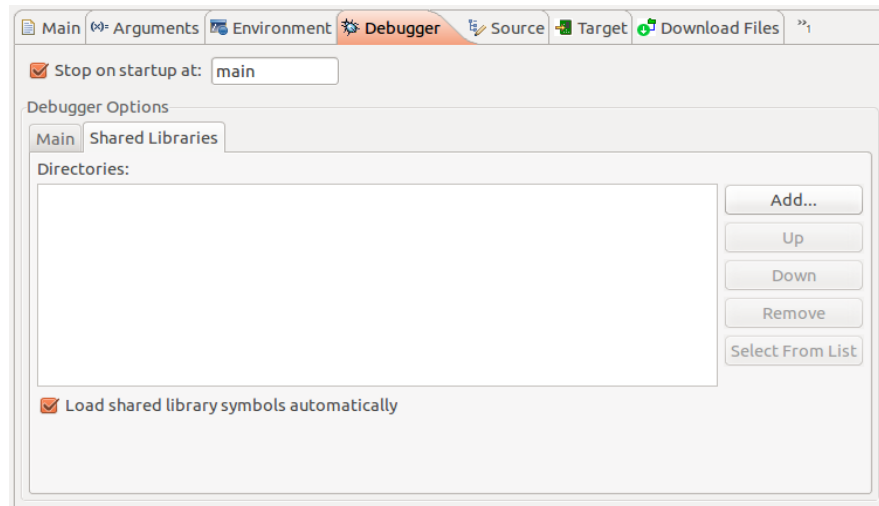 Main (x)= Arguments Environment Debugger Source Target Download Files »1
Stop on startup at: main
Debugger Options
Main Shared Libraries
Directories:
Add...
Up
Down
Remove
Select From List
Load shared library symbols automatically